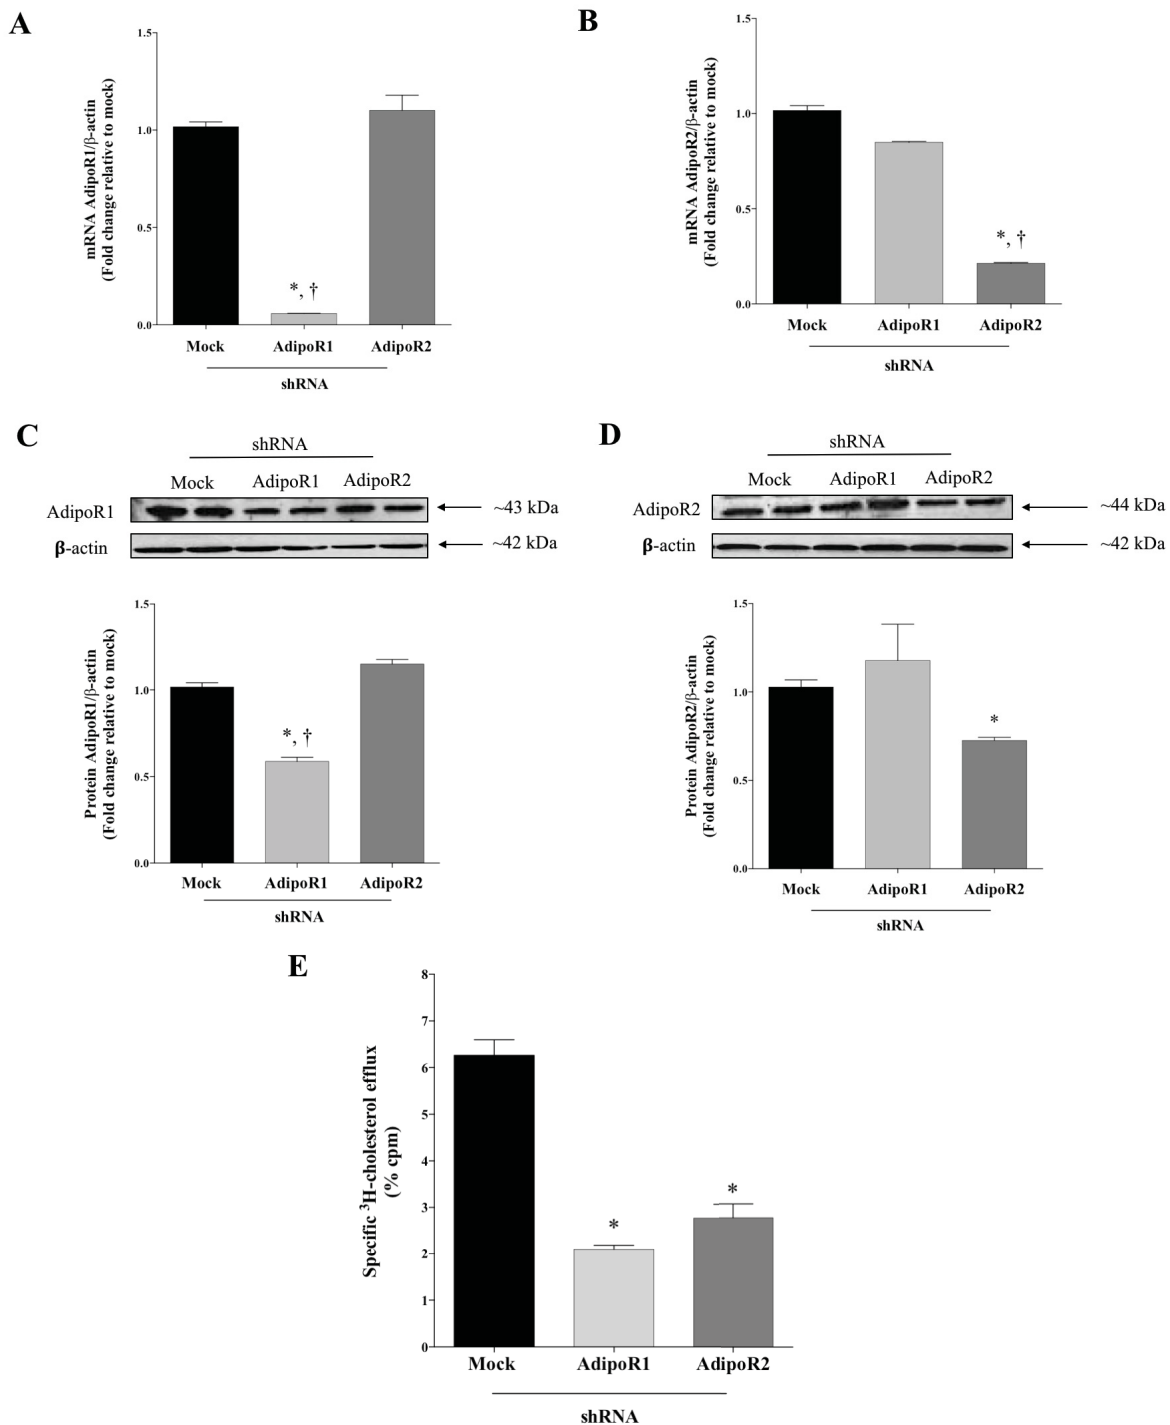 A
mRNA AdipoR1/β-actin
(Fold change relative to mock)
1.5
1.0
0.5
0.0
*, †
Mock AdipoR1 AdipoR2
shRNA
B
mRNA AdipoR2/β-actin
(Fold change relative to mock)
1.5
1.0
0.5
0.0
*, †
Mock AdipoR1 AdipoR2
shRNA
C
shRNA
Mock AdipoR1 AdipoR2
AdipoR1 ~43 kDa
β-actin ~42 kDa
Protein AdipoR1/β-actin
(Fold change relative to mock)
1.5
1.0
0.5
0.0
*, †
Mock AdipoR1 AdipoR2
shRNA
D
shRNA
Mock AdipoR1 AdipoR2
AdipoR2 ~44 kDa
β-actin ~42 kDa
Protein AdipoR2/β-actin
(Fold change relative to mock)
1.5
1.0
0.5
0.0
*
Mock AdipoR1 AdipoR2
shRNA
E
Specific ³H-cholesterol efflux
(% cpm)
8
7
6
5
4
3
2
1
0
*
*
Mock AdipoR1 AdipoR2
shRNA